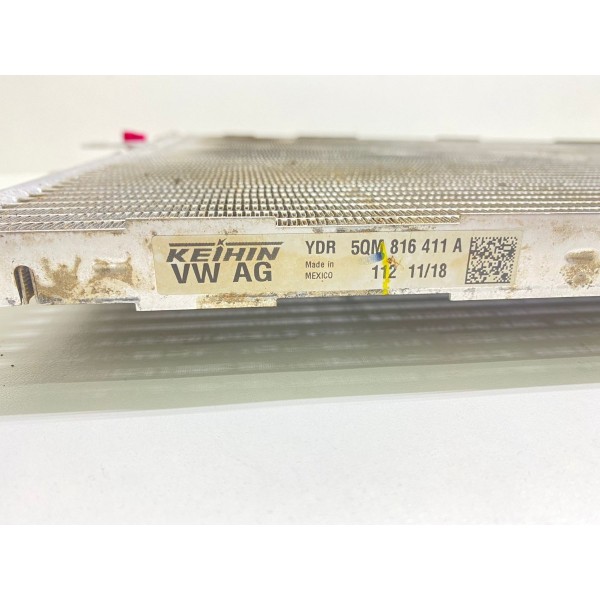 KEIHIN YDR 5QM 816 411 A
VW AG Made in MEXICO 112 11/18